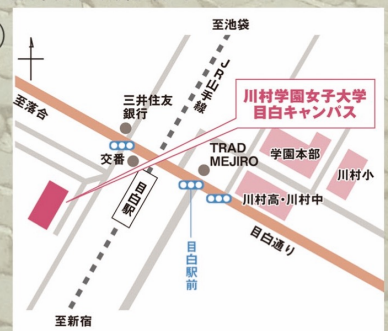 至池袋
JR山手線
至落合
三井住友
銀行
川村学園女子大学
目白キャンパス
交番
TRAD
MEJIRO
学園本部
川村小
目白駅
川村高・川村中
目白駅前
目白通り
至新宿